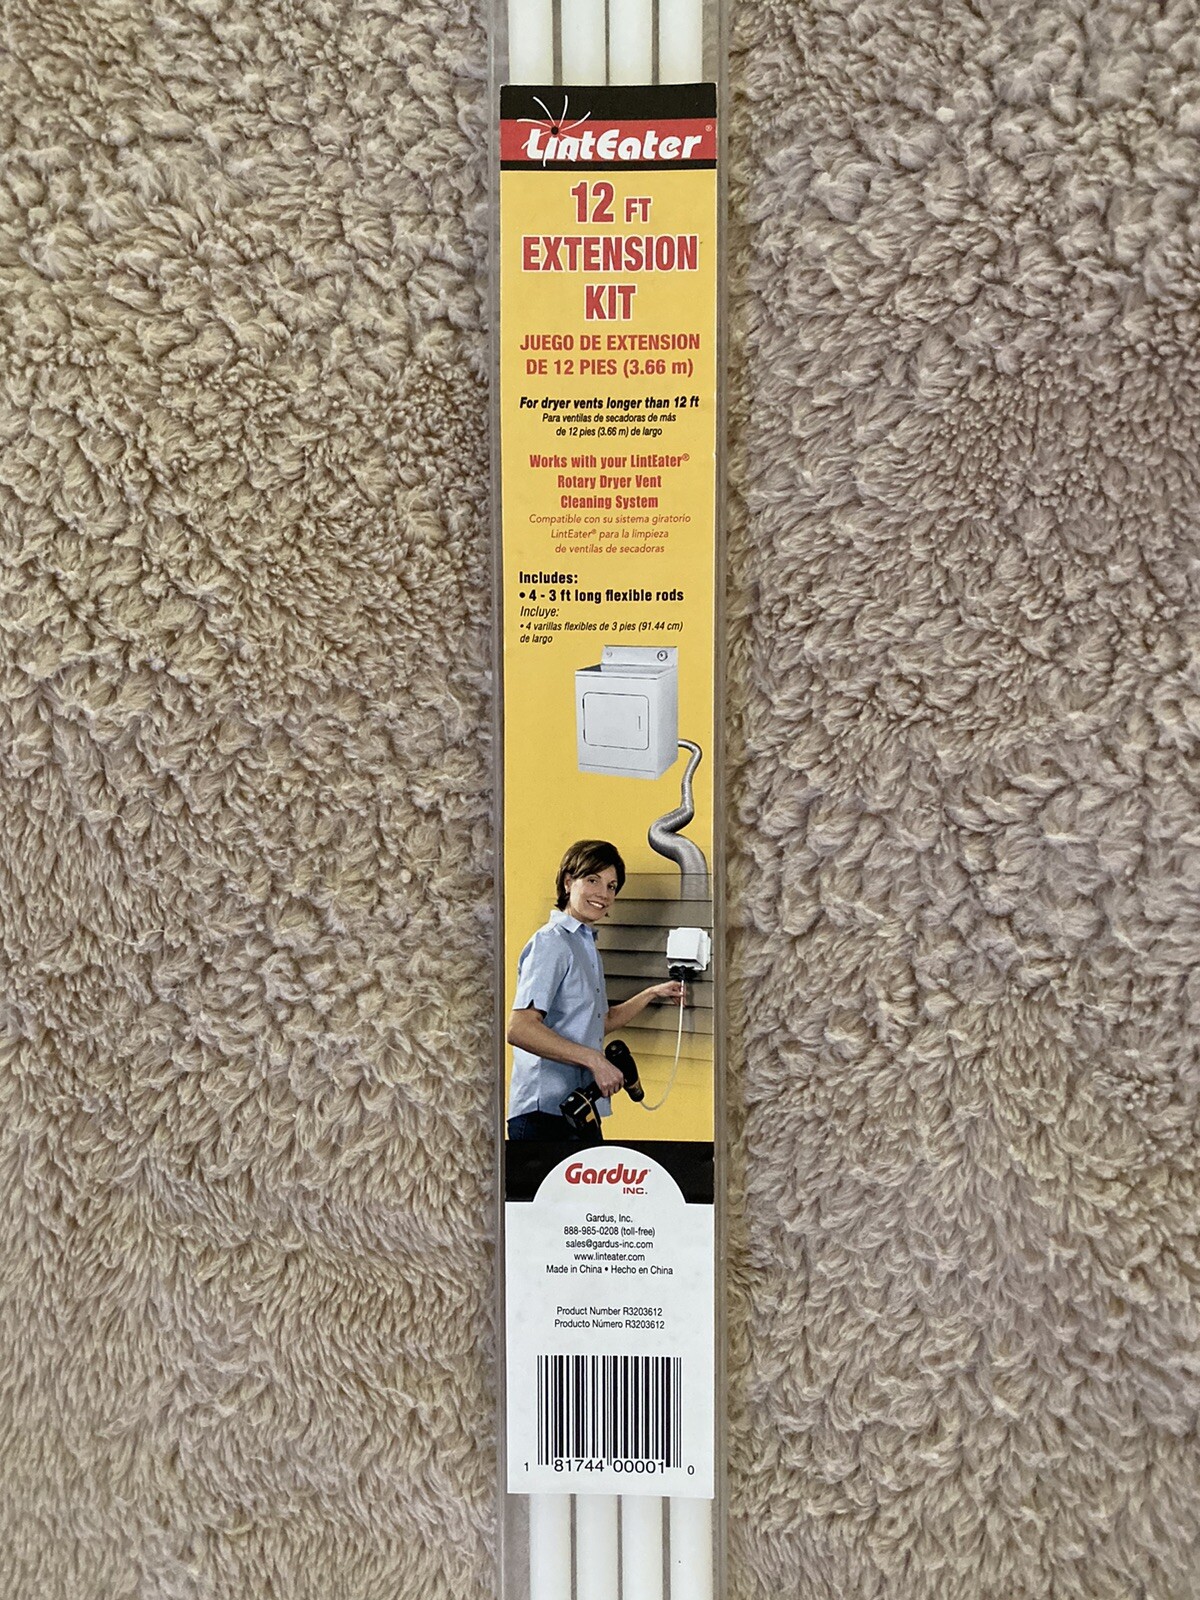 LintEater®
12 FT
EXTENSION
KIT
JUEGO DE EXTENSION
DE 12 PIES (3.66 m)
For dryer vents longer than 12 ft
Para ventilas de secadoras de más
de 12 pies (3.66 m) de largo
Works with your LintEater®
Rotary Dryer Vent
Cleaning System
Compatible con su sistema giratorio
LintEater® para la limpieza
de ventilas de secadoras
Includes:
• 4 - 3 ft long flexible rods
Incluye:
• 4 varillas flexibles de 3 pies (91.44 cm)
de largo
Gardus
INC.
Gardus, Inc.
888-985-0208 (toll-free)
sales@gardus-inc.com
www.linteater.com
Made in China • Hecho en China
Product Number R3203612
Producto Número R3203612
1 81744 00001 0